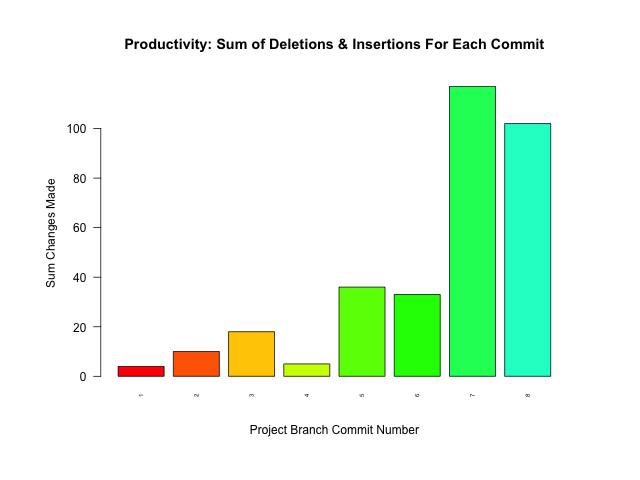 Productivity: Sum of Deletions & Insertions For Each Commit
Sum Changes Made
100
80
60
40
20
0
1 2 3 4 5 6 7 8
Project Branch Commit Number